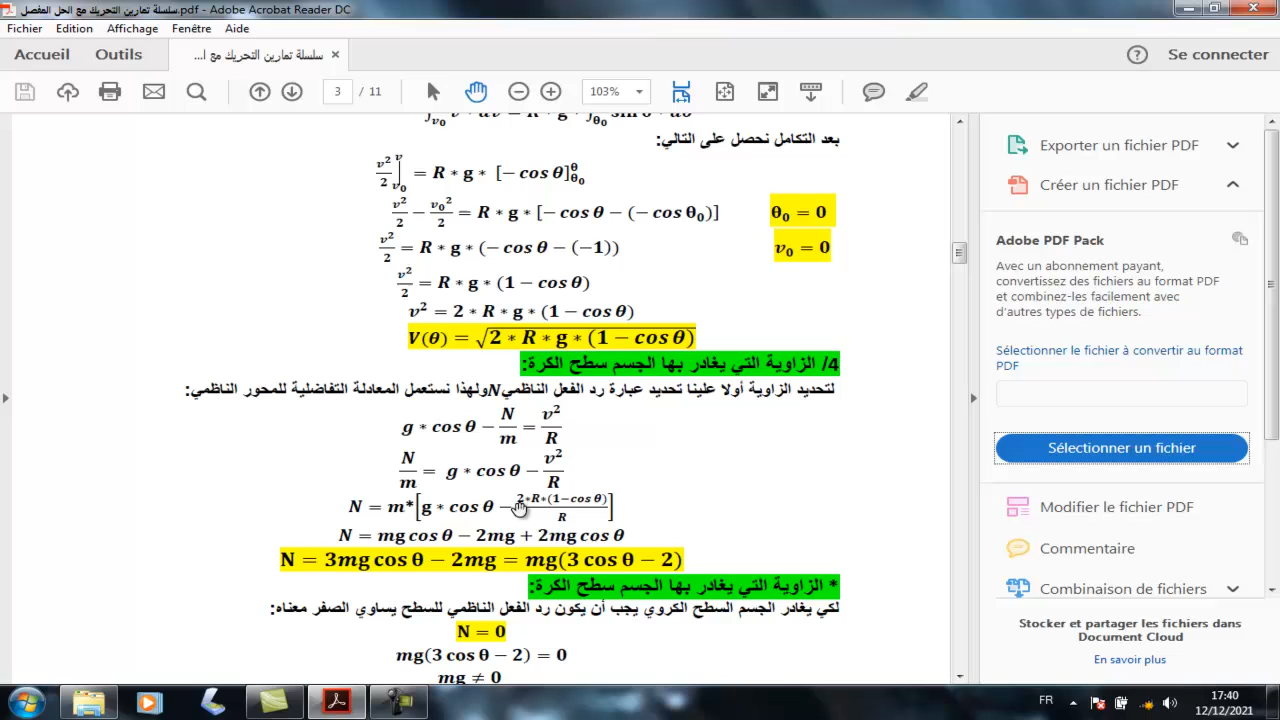 سلسلة تمارين التحريك مع الحل المفصل.pdf - Adobe Acrobat Reader DC
Fichier Edition Affichage Fenêtre Aide
Accueil Outils سلسلة تمارين التحريك مع ا... × Se connecter
3 / 11 103%
بعد التكامل نحصل على التالي:
v²/2 |_{v₀}^{v} = R * g * [− cos θ]_{θ₀}^{θ}
v²/2 − v₀²/2 = R * g * [− cos θ − (− cos θ₀)] θ₀ = 0
v²/2 = R * g * (− cos θ − (−1)) v₀ = 0
v²/2 = R * g * (1 − cos θ)
v² = 2 * R * g * (1 − cos θ)
V(θ) = √(2 * R * g * (1 − cos θ))
4/ الزاوية التي يغادر بها الجسم سطح الكرة:
لتحديد الزاوية أولا علينا تحديد عبارة رد الفعل الناظمي N ولهذا نستعمل المعادلة التفاضلية للمحور الناظمي:
g * cos θ − N/m = v²/R
N/m = g * cos θ − v²/R
N = m* [g * cos θ − 2*R*(1−cos θ)/R]
N = mg cos θ − 2mg + 2mg cos θ
N = 3mg cos θ − 2mg = mg(3 cos θ − 2)
* الزاوية التي يغادر بها الجسم سطح الكرة:
لكي يغادر الجسم السطح الكروي يجب أن يكون رد الفعل الناظمي للسطح يساوي الصفر معناه:
N = 0
mg(3 cos θ − 2) = 0
mg ≠ 0
Exporter un fichier PDF
Créer un fichier PDF
Adobe PDF Pack
Avec un abonnement payant,
convertissez des fichiers au format PDF
et combinez-les facilement avec
d'autres types de fichiers.
Sélectionner le fichier à convertir au format
PDF
Sélectionner un fichier
Modifier le fichier PDF
Commentaire
Combinaison de fichiers
Stocker et partager les fichiers dans
Document Cloud
En savoir plus
FR 17:40
12/12/2021